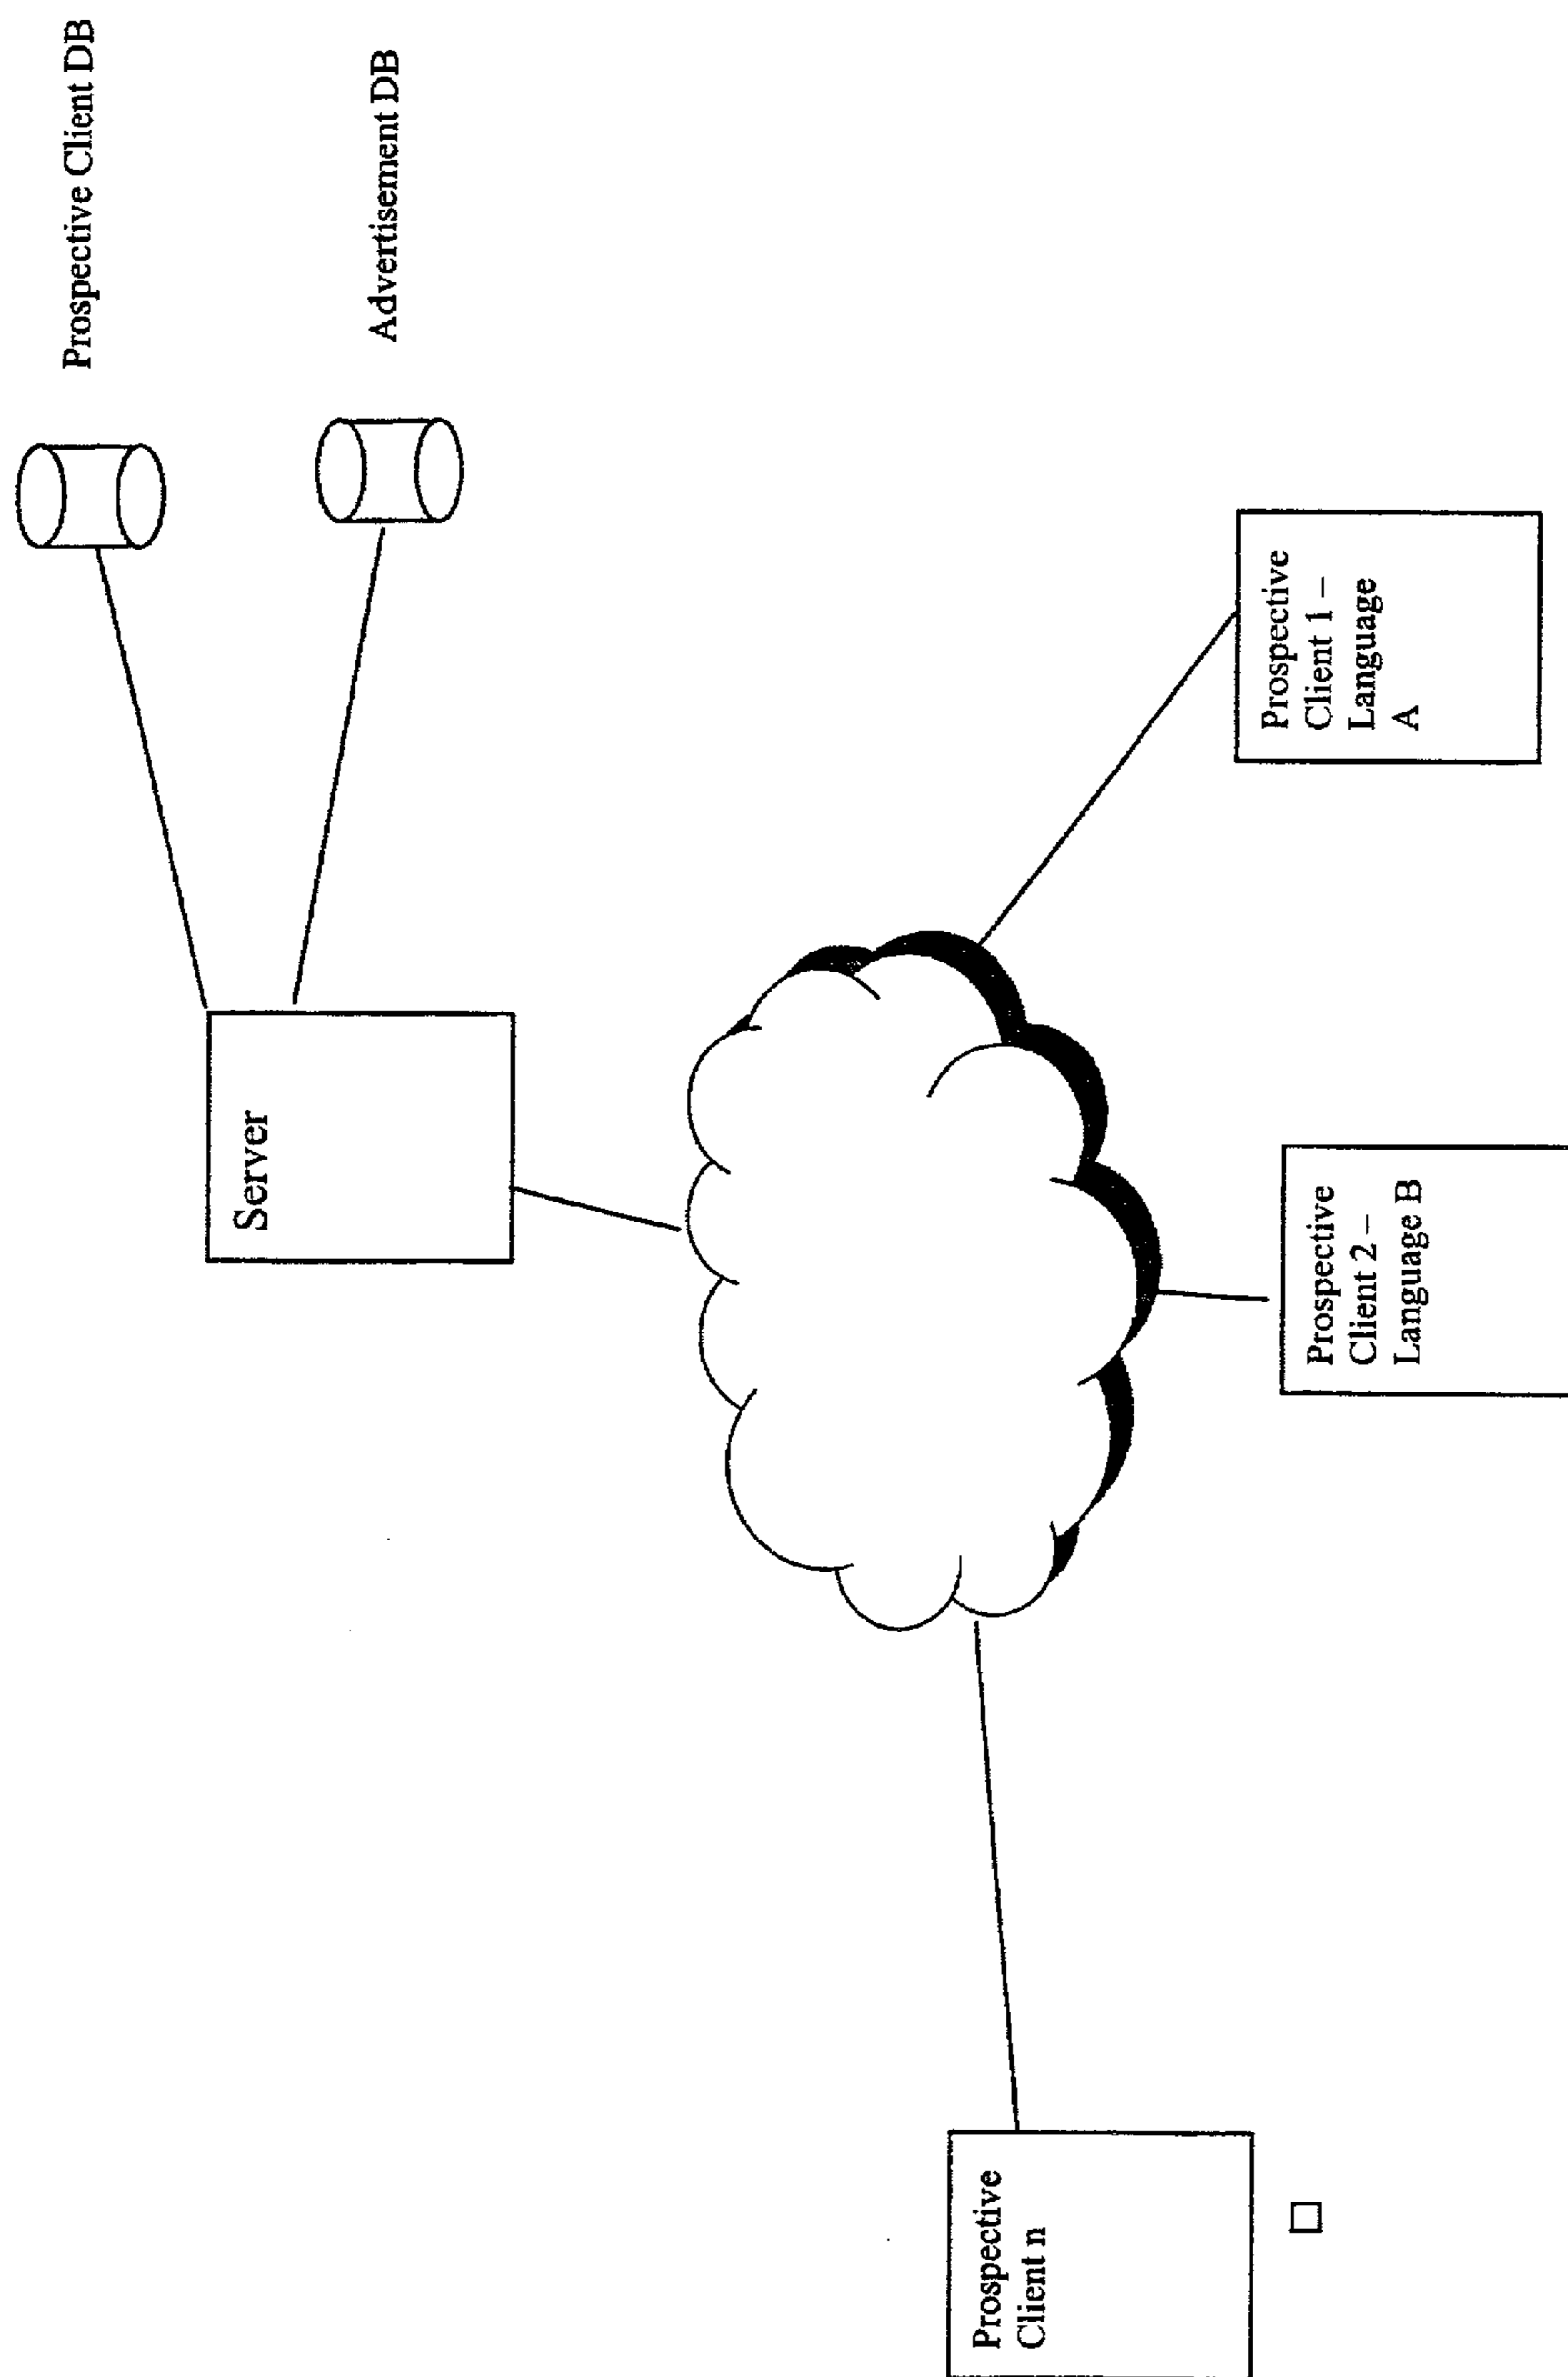 Prospective Client DB
Advertisement DB
Server
Prospective
Client n
Prospective
Client 2 –
Language B
Prospective
Client 1 –
Language
A